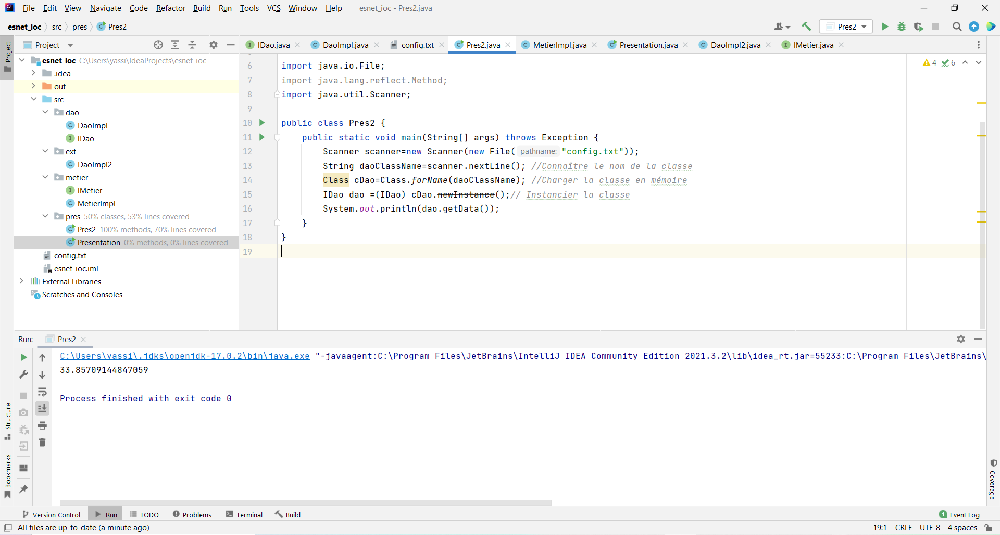 File Edit View Navigate Code Refactor Build Run Tools VCS Window Help esnet_ioc - Pres2.java
esnet_ioc src pres Pres2
Pres2
Project
Project
IDao.java DaoImpl.java config.txt Pres2.java MetierImpl.java Presentation.java DaoImpl2.java IMetier.java
esnet_ioc C:\Users\yassi\IdeaProjects\esnet_ioc
.idea
out
src
dao
DaoImpl
IDao
ext
DaoImpl2
metier
IMetier
MetierImpl
pres 50% classes, 53% lines covered
Pres2 100% methods, 70% lines covered
Presentation 0% methods, 0% lines covered
config.txt
esnet_ioc.iml
External Libraries
Scratches and Consoles
4 6
6 import java.io.File;
7 import java.lang.reflect.Method;
8 import java.util.Scanner;
9
10 public class Pres2 {
11 public static void main(String[] args) throws Exception {
12 Scanner scanner=new Scanner(new File( pathname: "config.txt"));
13 String daoClassName=scanner.nextLine(); //Connaître le nom de la classe
14 Class cDao=Class.forName(daoClassName); //Charger la classe en mémoire
15 IDao dao =(IDao) cDao.newInstance();// Instancier la classe
16 System.out.println(dao.getData());
17 }
18 }
19
Run: Pres2
C:\Users\yassi\.jdks\openjdk-17.0.2\bin\java.exe "-javaagent:C:\Program Files\JetBrains\IntelliJ IDEA Community Edition 2021.3.2\lib\idea_rt.jar=55233:C:\Program Files\JetBrains\
33.85709144847059
Process finished with exit code 0
Structure
Bookmarks
Coverage
Version Control Run TODO Problems Terminal Build 1 Event Log
All files are up-to-date (a minute ago) 19:1 CRLF UTF-8 4 spaces